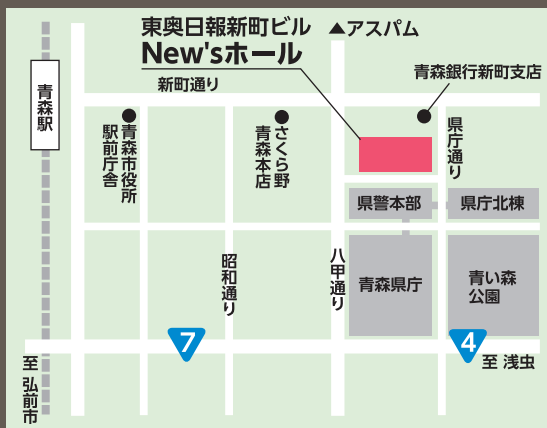 東奥日報新町ビル
New'sホール
▲アスパム
新町通り
青森銀行新町支店
青森駅
青森市役所
駅前庁舎
さくら野
青森本店
県庁通り
県警本部
県庁北棟
昭和通り
八甲通り
青森県庁
青い森
公園
7
4
至 弘前市
至 浅虫